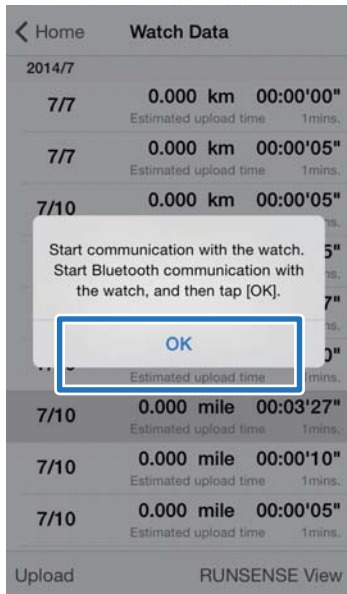 Home Watch Data
2014/7
7/7 0.000 km 00:00'00"
Estimated upload time 1mins.
7/7 0.000 km 00:00'05"
Estimated upload time 1mins.
7/10 0.000 km 00:00'05"
Start communication with the watch.
Start Bluetooth communication with
the watch, and then tap [OK].
OK
Estimated upload time mins.
7/10 0.000 mile 00:03'27"
Estimated upload time 1mins.
7/10 0.000 mile 00:00'10"
Estimated upload time 1mins.
7/10 0.000 mile 00:00'05"
Estimated upload time 1mins.
Upload RUNSENSE View